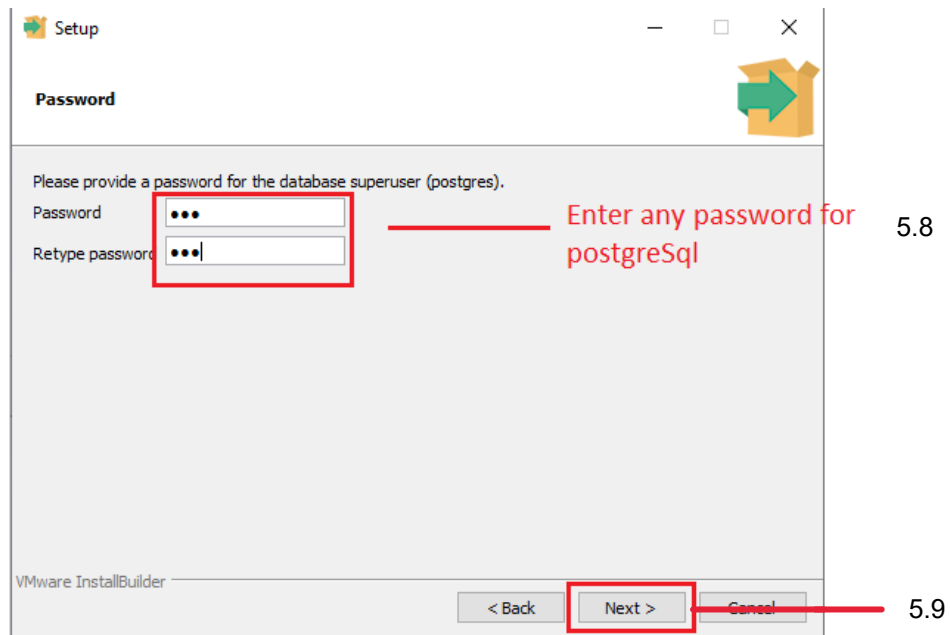 Setup
Password
Please provide a password for the database superuser (postgres).
Password
Retype password
Enter any password for
postgreSql
5.8
VMware InstallBuilder
< Back
Next >
Cancel
5.9